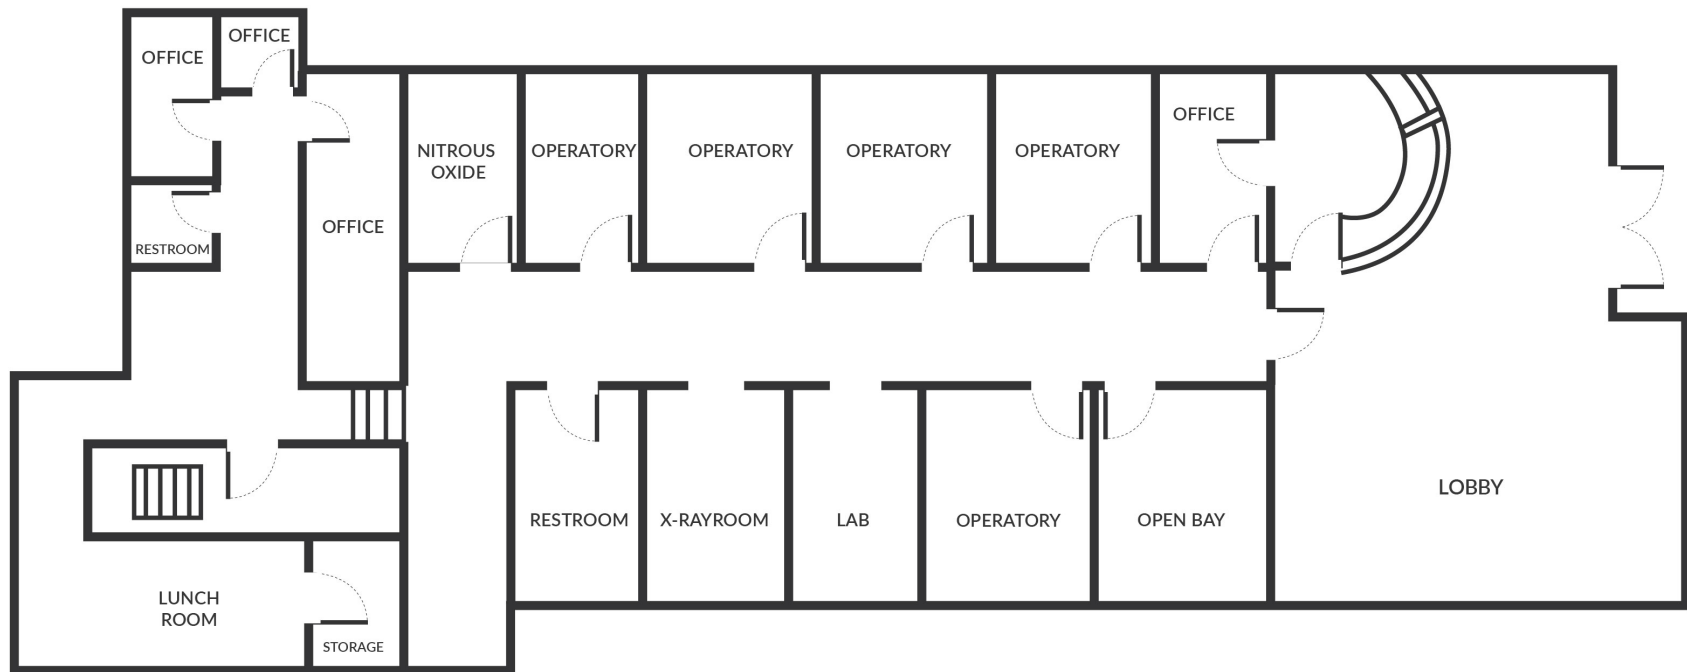 OFFICE
OFFICE
OFFICE
NITROUS
OXIDE
OPERATORY
OPERATORY
OPERATORY
OPERATORY
OFFICE
RESTROOM
OFFICE
LOBBY
RESTROOM
X-RAYROOM
LAB
OPERATORY
OPEN BAY
LUNCH
ROOM
STORAGE